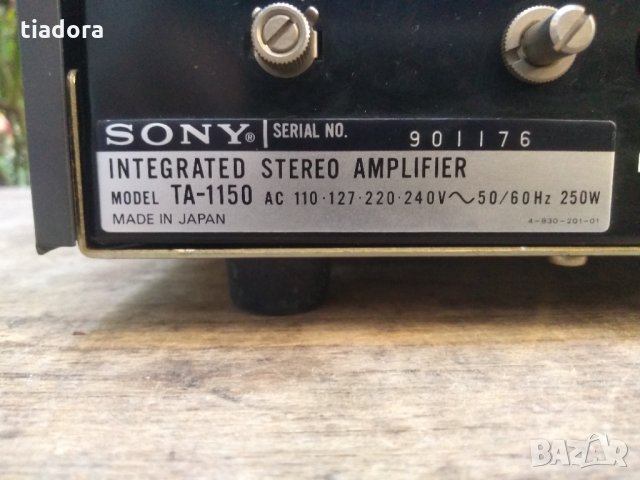 tiadora
SONY® SERIAL NO. 901176
INTEGRATED STEREO AMPLIFIER
MODEL TA-1150 AC 110·127·220·240V～50/60Hz 250W
MADE IN JAPAN 4-830-201-01
BAZAR